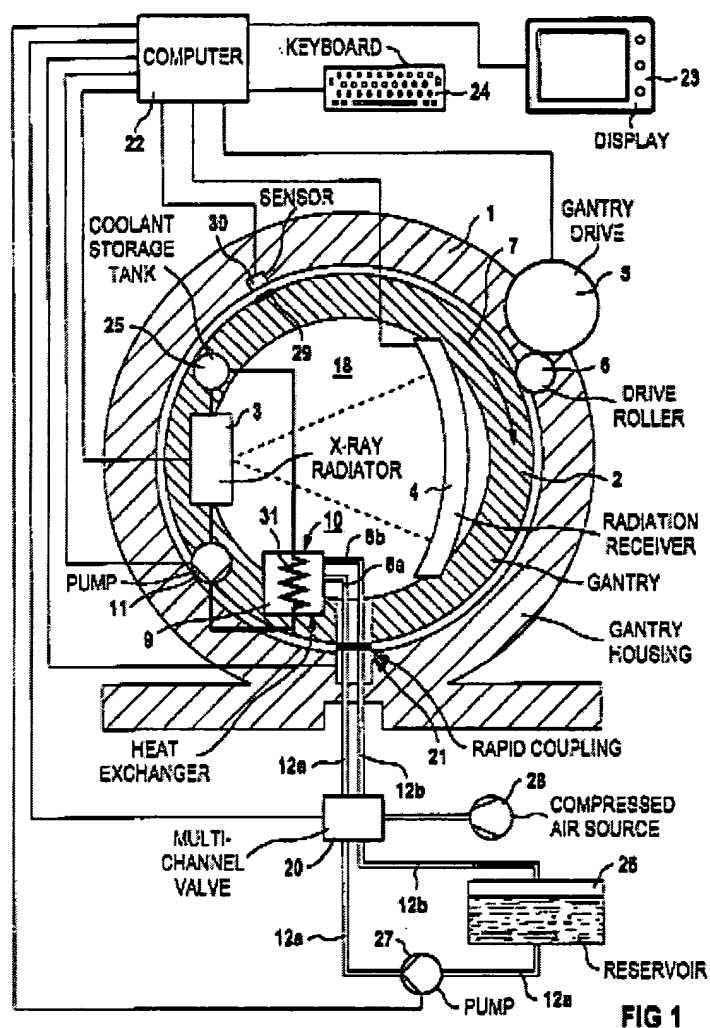 COMPUTER
22
KEYBOARD
24
23
DISPLAY
SENSOR
30
COOLANT
STORAGE
TANK
1
7
GANTRY
DRIVE
5
25
29
18
6
DRIVE
ROLLER
3
X-RAY
RADIATOR
4
2
RADIATION
RECEIVER
31
10
8b
8a
PUMP
11
9
GANTRY
GANTRY
HOUSING
HEAT
EXCHANGER
21
RAPID COUPLING
12a
12b
28
COMPRESSED
AIR SOURCE
MULTI-
CHANNEL
VALVE
20
12b
26
12a
27
RESERVOIR
PUMP
12a
FIG 1